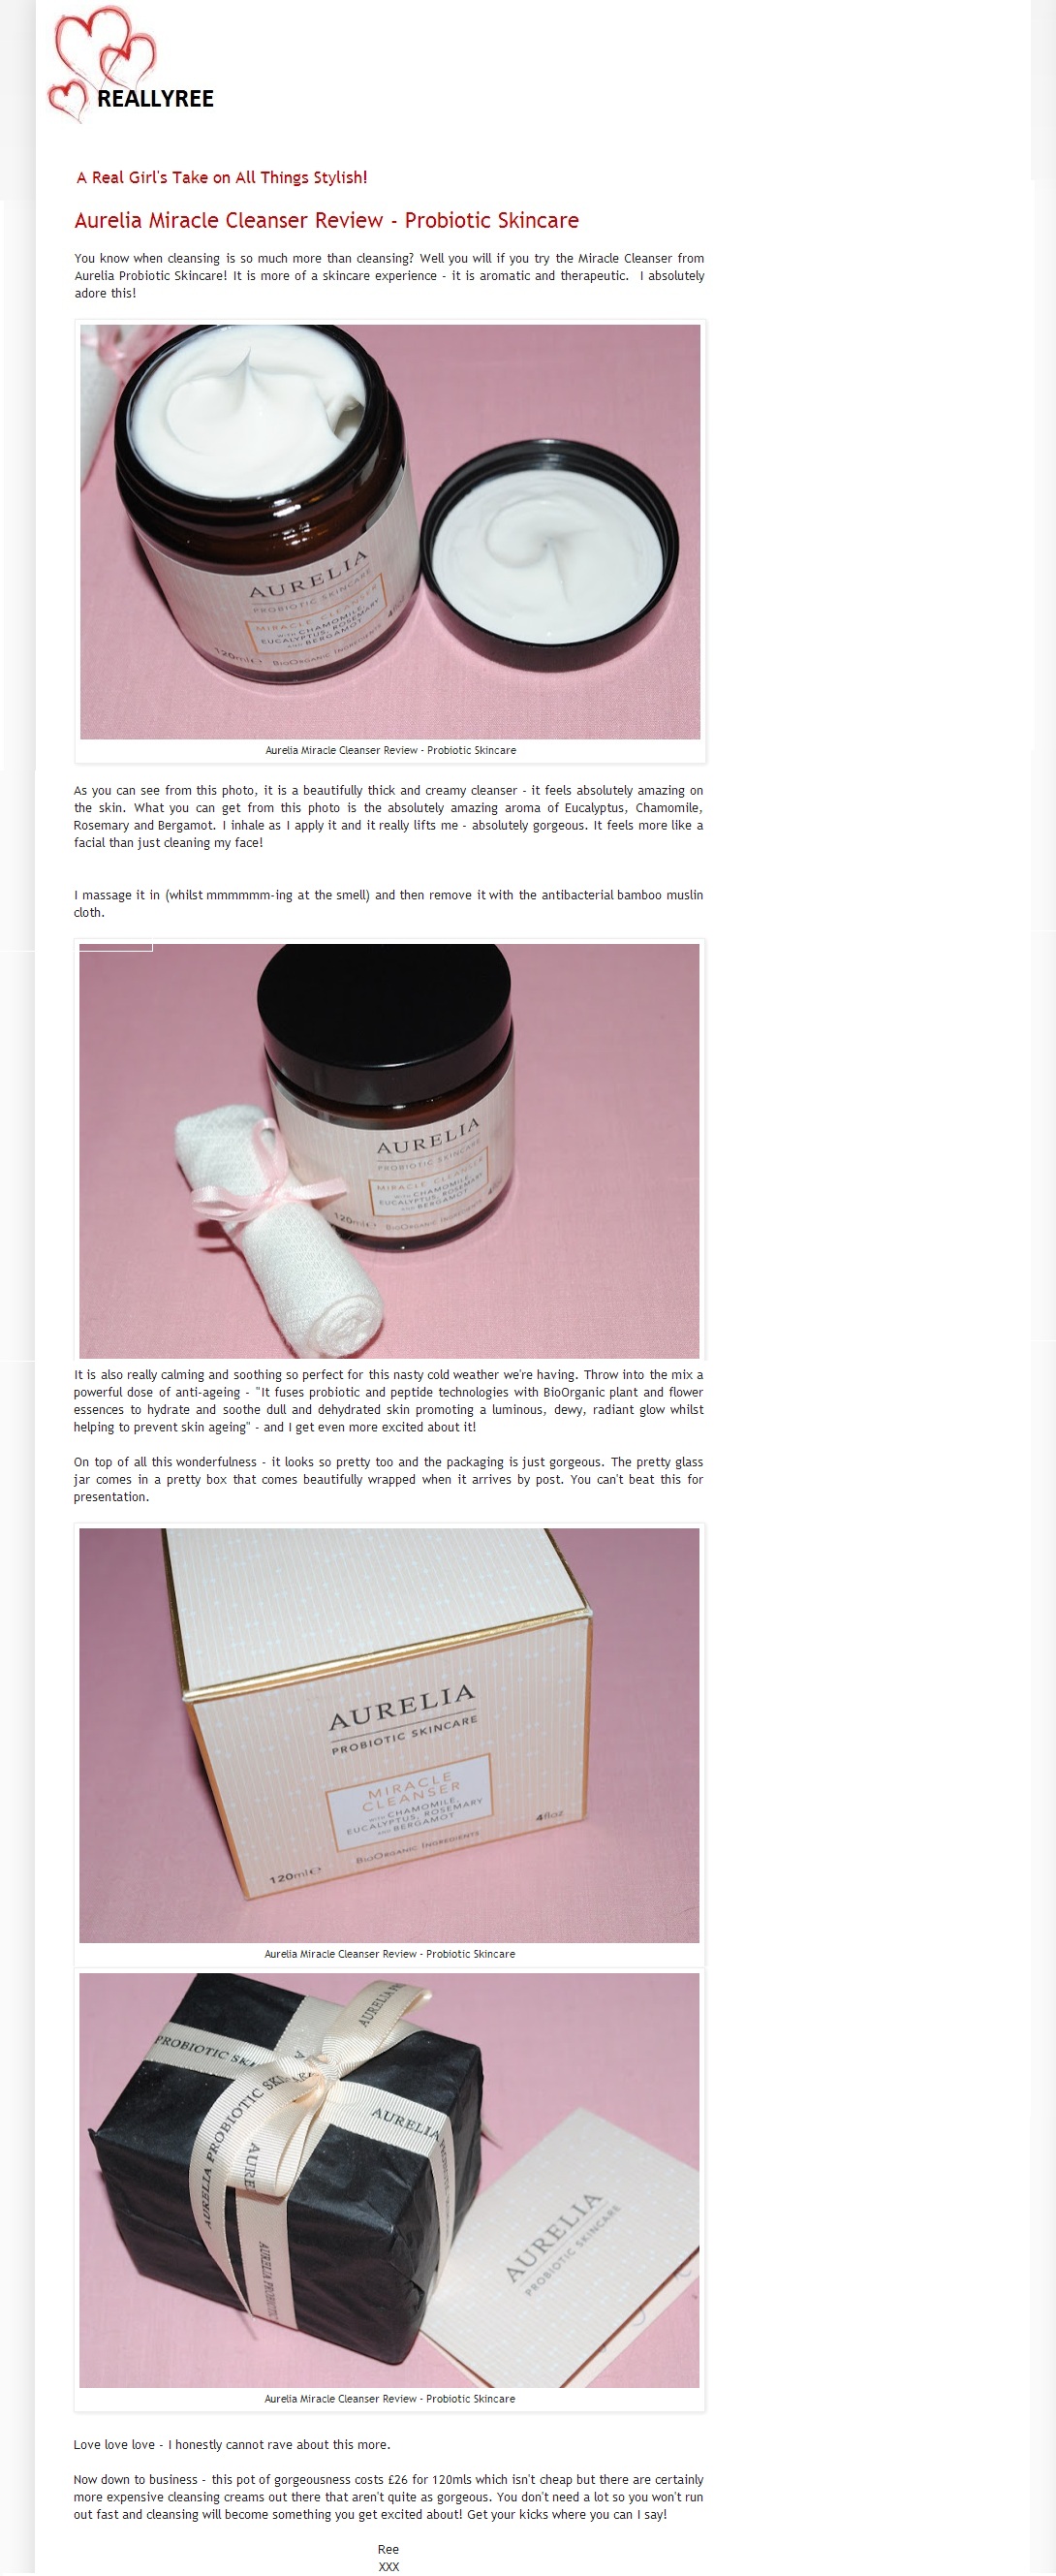 REALLYREE
A Real Girl's Take on All Things Stylish!
Aurelia Miracle Cleanser Review - Probiotic Skincare
You know when cleansing is so much more than cleansing? Well you will if you try the Miracle Cleanser from
Aurelia Probiotic Skincare! It is more of a skincare experience - it is aromatic and therapeutic. I absolutely
adore this!
AURELIA
PROBIOTIC SKINCARE
MIRACLE CLEANSER
WITH CHAMOMILE,
EUCALYPTUS, ROSEMARY
AND BERGAMOT
120ml e BioOrganic Ingredients 4floz
Aurelia Miracle Cleanser Review - Probiotic Skincare
As you can see from this photo, it is a beautifully thick and creamy cleanser - it feels absolutely amazing on
the skin. What you can get from this photo is the absolutely amazing aroma of Eucalyptus, Chamomile,
Rosemary and Bergamot. I inhale as I apply it and it really lifts me - absolutely gorgeous. It feels more like a
facial than just cleaning my face!
I massage it in (whilst mmmmmm-ing at the smell) and then remove it with the antibacterial bamboo muslin
cloth.
AURELIA
PROBIOTIC SKINCARE
MIRACLE CLEANSER
WITH CHAMOMILE,
EUCALYPTUS, ROSEMARY
AND BERGAMOT
120ml e BioOrganic Ingredients
It is also really calming and soothing so perfect for this nasty cold weather we're having. Throw into the mix a
powerful dose of anti-ageing - "It fuses probiotic and peptide technologies with BioOrganic plant and flower
essences to hydrate and soothe dull and dehydrated skin promoting a luminous, dewy, radiant glow whilst
helping to prevent skin ageing" - and I get even more excited about it!
On top of all this wonderfulness - it looks so pretty too and the packaging is just gorgeous. The pretty glass
jar comes in a pretty box that comes beautifully wrapped when it arrives by post. You can't beat this for
presentation.
AURELIA
PROBIOTIC SKINCARE
MIRACLE
CLEANSER
WITH CHAMOMILE,
EUCALYPTUS, ROSEMARY
AND BERGAMOT
120ml e BioOrganic Ingredients 4floz
Aurelia Miracle Cleanser Review - Probiotic Skincare
AURELIA PR
PROBIOTIC SKI
AURELIA PROBIOTIC SK
AURELIA
AURE
AURELIA PROBIOTIC
AURELIA
PROBIOTIC SKINCARE
Aurelia Miracle Cleanser Review - Probiotic Skincare
Love love love - I honestly cannot rave about this more.
Now down to business - this pot of gorgeousness costs £26 for 120mls which isn't cheap but there are certainly
more expensive cleansing creams out there that aren't quite as gorgeous. You don't need a lot so you won't run
out fast and cleansing will become something you get excited about! Get your kicks where you can I say!
Ree
XXX